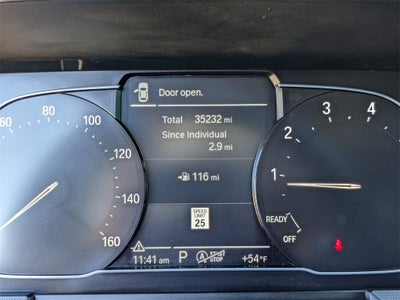 Door open.
Total 35232 mi
Since Individual
2.9 mi
116 mi
SPEED
LIMIT
25
11:41 am P A STOP +54°F
60
80
100
120
140
160
4
3
2
1
READY
OFF